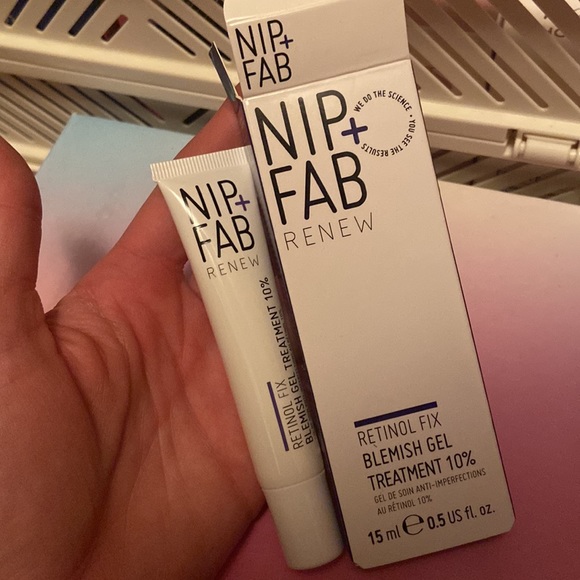 NIP+
FAB
NIP+
FAB
RENEW
WE DO THE SCIENCE • YOU SEE THE RESULTS •
RETINOL FIX
BLEMISH GEL
TREATMENT 10%
GEL DE SOIN ANTI-IMPERFECTIONS
AU RÉTINOL 10%
15 ml ℮ 0.5 US fl. oz.
NIP+
FAB
RENEW
RETINOL FIX
BLEMISH GEL TREATMENT 10%